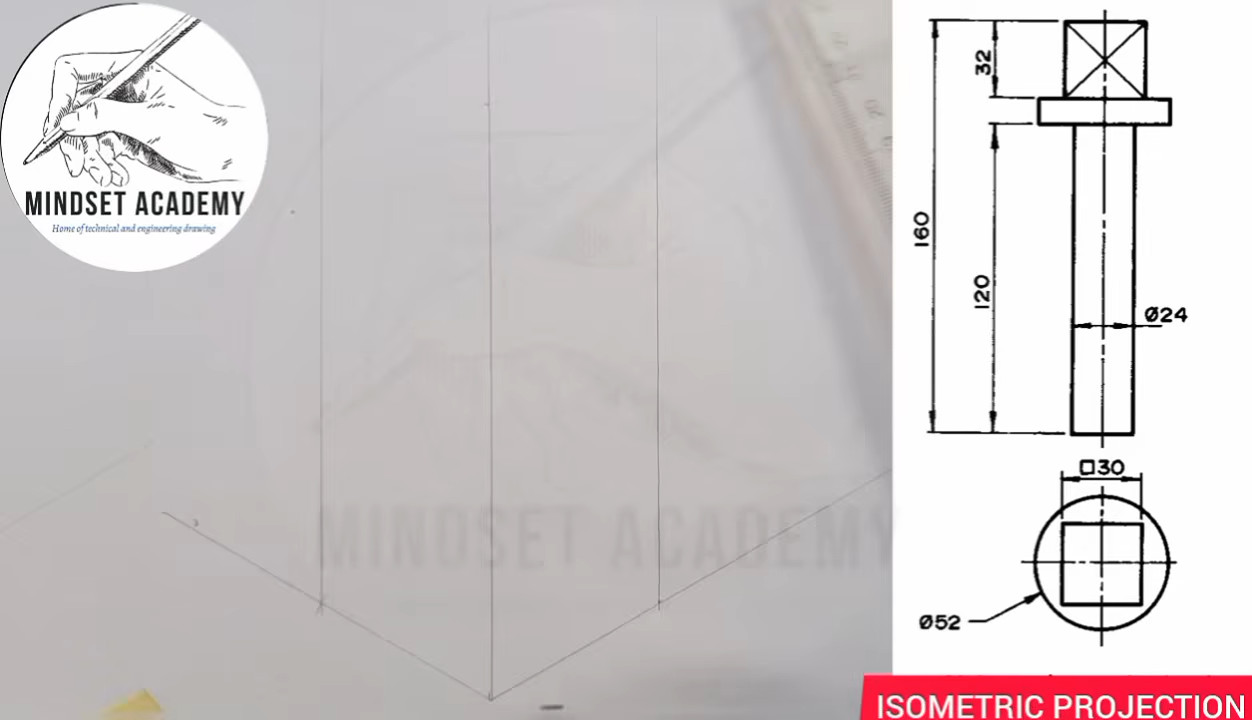 MINDSET ACADEMY
Home of technical and engineering drawing
32
160
120
Ø24
□30
Ø52
MINDSET ACADEMY
ISOMETRIC PROJECTION